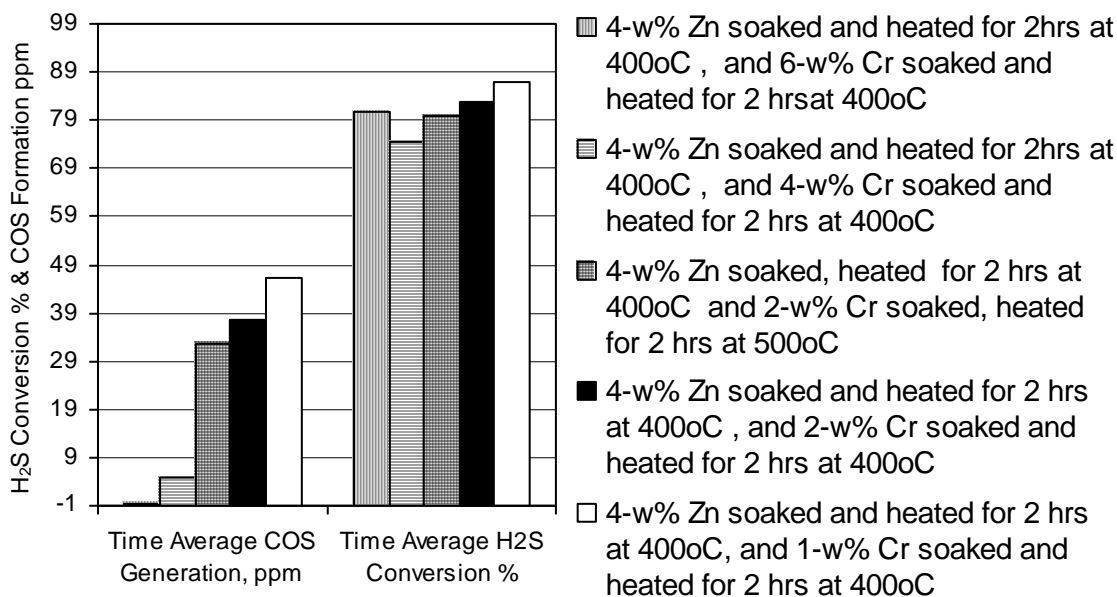 H2S Conversion % & COS Formation ppm
99
89
79
69
59
49
39
29
19
9
-1
Time Average COS
Generation, ppm
Time Average H2S
Conversion %
4-w% Zn soaked and heated for 2hrs at
400oC , and 6-w% Cr soaked and
heated for 2 hrsat 400oC
4-w% Zn soaked and heated for 2hrs at
400oC , and 4-w% Cr soaked and
heated for 2 hrs at 400oC
4-w% Zn soaked, heated for 2 hrs at
400oC and 2-w% Cr soaked, heated
for 2 hrs at 500oC
4-w% Zn soaked and heated for 2 hrs
at 400oC , and 2-w% Cr soaked and
heated for 2 hrs at 400oC
4-w% Zn soaked and heated for 2 hrs
at 400oC, and 1-w% Cr soaked and
heated for 2 hrs at 400oC